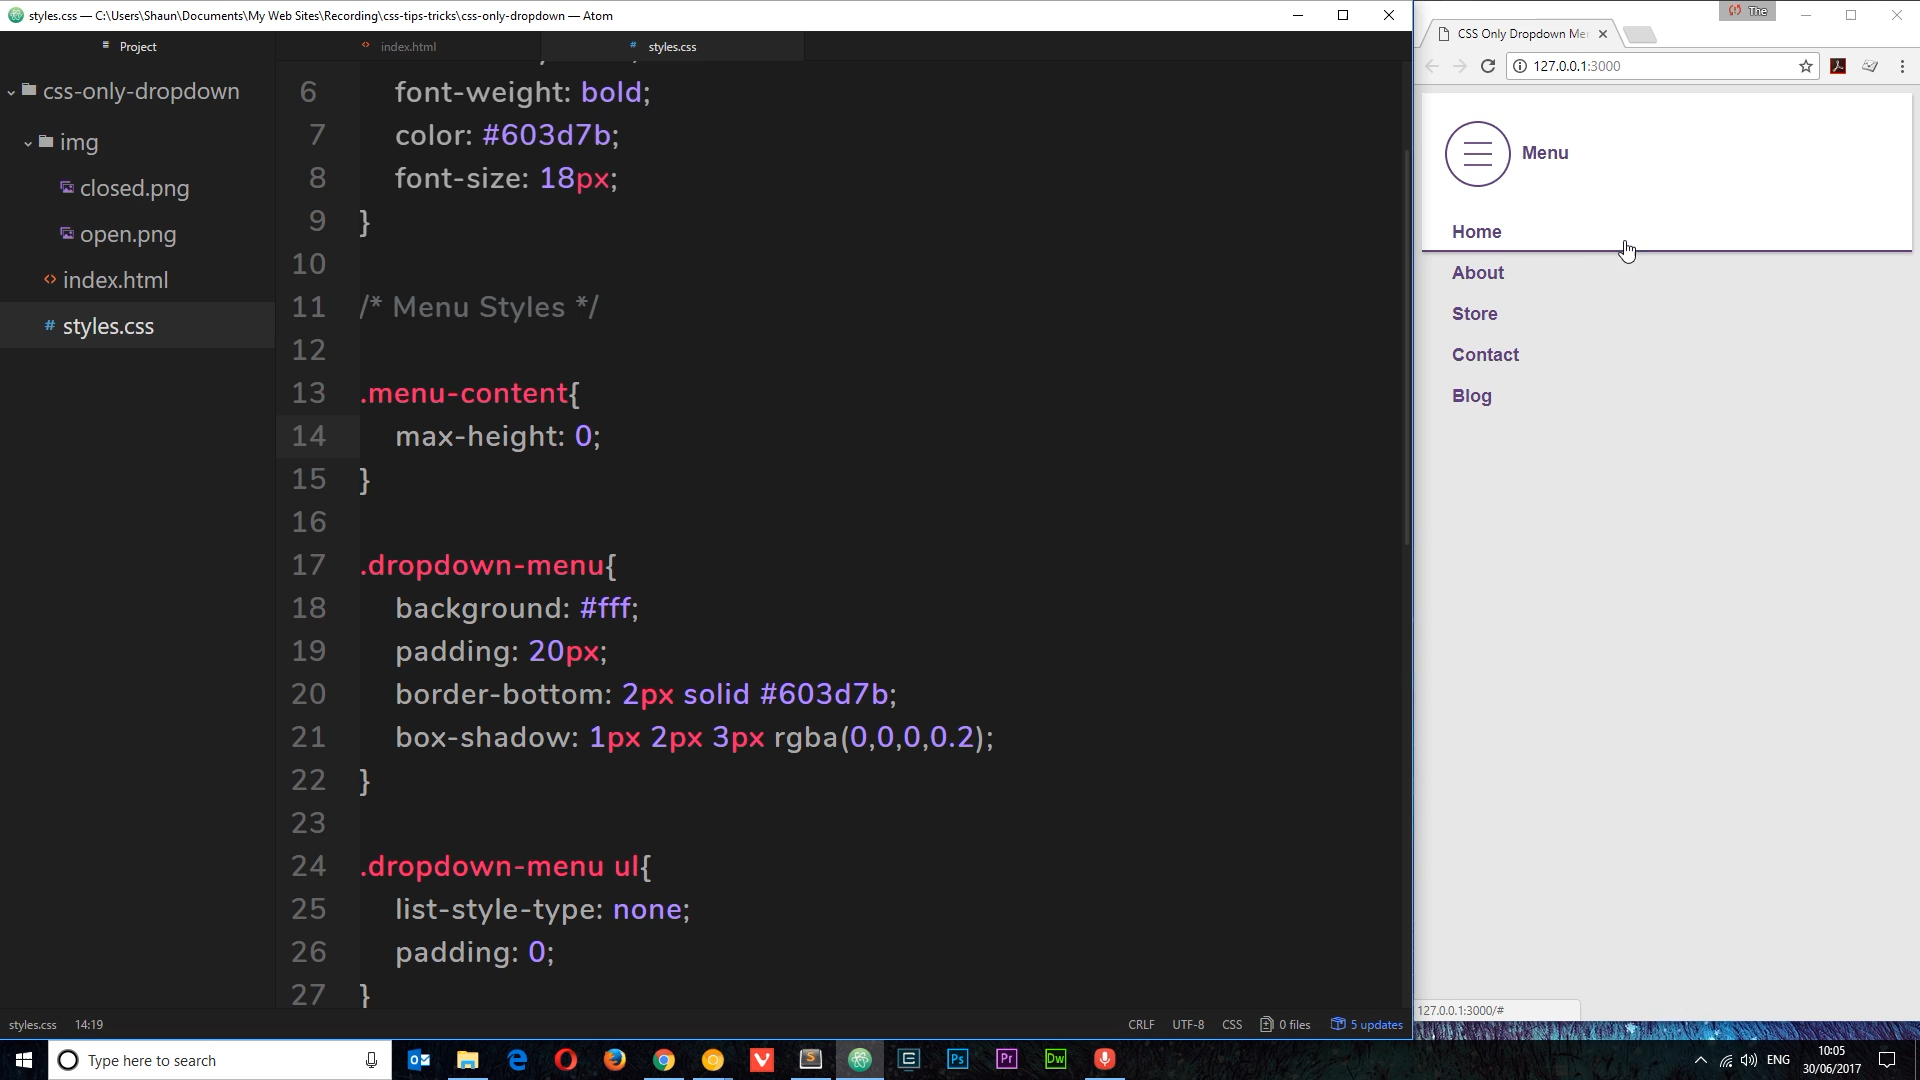 styles.css — C:\Users\Shaun\Documents\My Web Sites\Recording\css-tips-tricks\css-only-dropdown — Atom
Project
index.html
styles.css
css-only-dropdown
img
closed.png
open.png
index.html
styles.css
6 font-weight: bold;
7 color: #603d7b;
8 font-size: 18px;
9 }
10
11 /* Menu Styles */
12
13 .menu-content{
14 max-height: 0;
15 }
16
17 .dropdown-menu{
18 background: #fff;
19 padding: 20px;
20 border-bottom: 2px solid #603d7b;
21 box-shadow: 1px 2px 3px rgba(0,0,0,0.2);
22 }
23
24 .dropdown-menu ul{
25 list-style-type: none;
26 padding: 0;
27 }
styles.css 14:19
CRLF UTF-8 CSS 0 files 5 updates
The
CSS Only Dropdown Me
127.0.0.1:3000
Menu
Home
About
Store
Contact
Blog
127.0.0.1:3000/#
Type here to search
Ps
Pr
Dw
ENG
10:05
30/06/2017